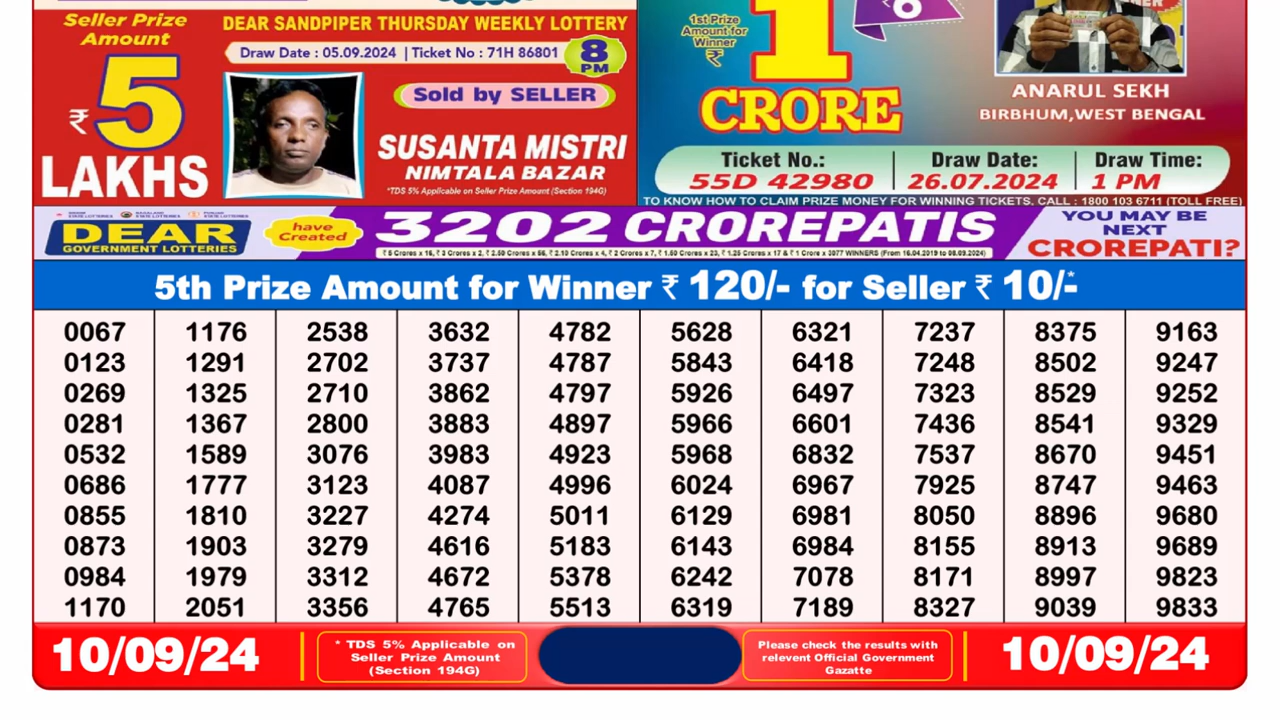 Seller Prize
Amount
₹ 5
LAKHS
DEAR SANDPIPER THURSDAY WEEKLY LOTTERY
Draw Date : 05.09.2024 | Ticket No : 71H 86801
8
PM
Sold by SELLER
SUSANTA MISTRI
NIMTALA BAZAR
*TDS 5% Applicable on Seller Prize Amount (Section 194G)
1st Prize
Amount for
Winner
₹
1
CRORE
ANARUL SEKH
BIRBHUM,WEST BENGAL
Ticket No.:
55D 42980
Draw Date:
26.07.2024
Draw Time:
1 PM
TO KNOW HOW TO CLAIM PRIZE MONEY FOR WINNING TICKETS, CALL : 1800 103 6711 (TOLL FREE)
DEAR
GOVERNMENT LOTTERIES
have
Created
3202 CROREPATIS
YOU MAY BE
NEXT
CROREPATI?
5th Prize Amount for Winner ₹ 120/- for Seller ₹ 10/-*
0067 1176 2538 3632 4782 5628 6321 7237 8375 9163
0123 1291 2702 3737 4787 5843 6418 7248 8502 9247
0269 1325 2710 3862 4797 5926 6497 7323 8529 9252
0281 1367 2800 3883 4897 5966 6601 7436 8541 9329
0532 1589 3076 3983 4923 5968 6832 7537 8670 9451
0686 1777 3123 4087 4996 6024 6967 7925 8747 9463
0855 1810 3227 4274 5011 6129 6981 8050 8896 9680
0873 1903 3279 4616 5183 6143 6984 8155 8913 9689
0984 1979 3312 4672 5378 6242 7078 8171 8997 9823
1170 2051 3356 4765 5513 6319 7189 8327 9039 9833
10/09/24
* TDS 5% Applicable on
Seller Prize Amount
(Section 194G)
Please check the results with
relevent Official Government
Gazatte
10/09/24